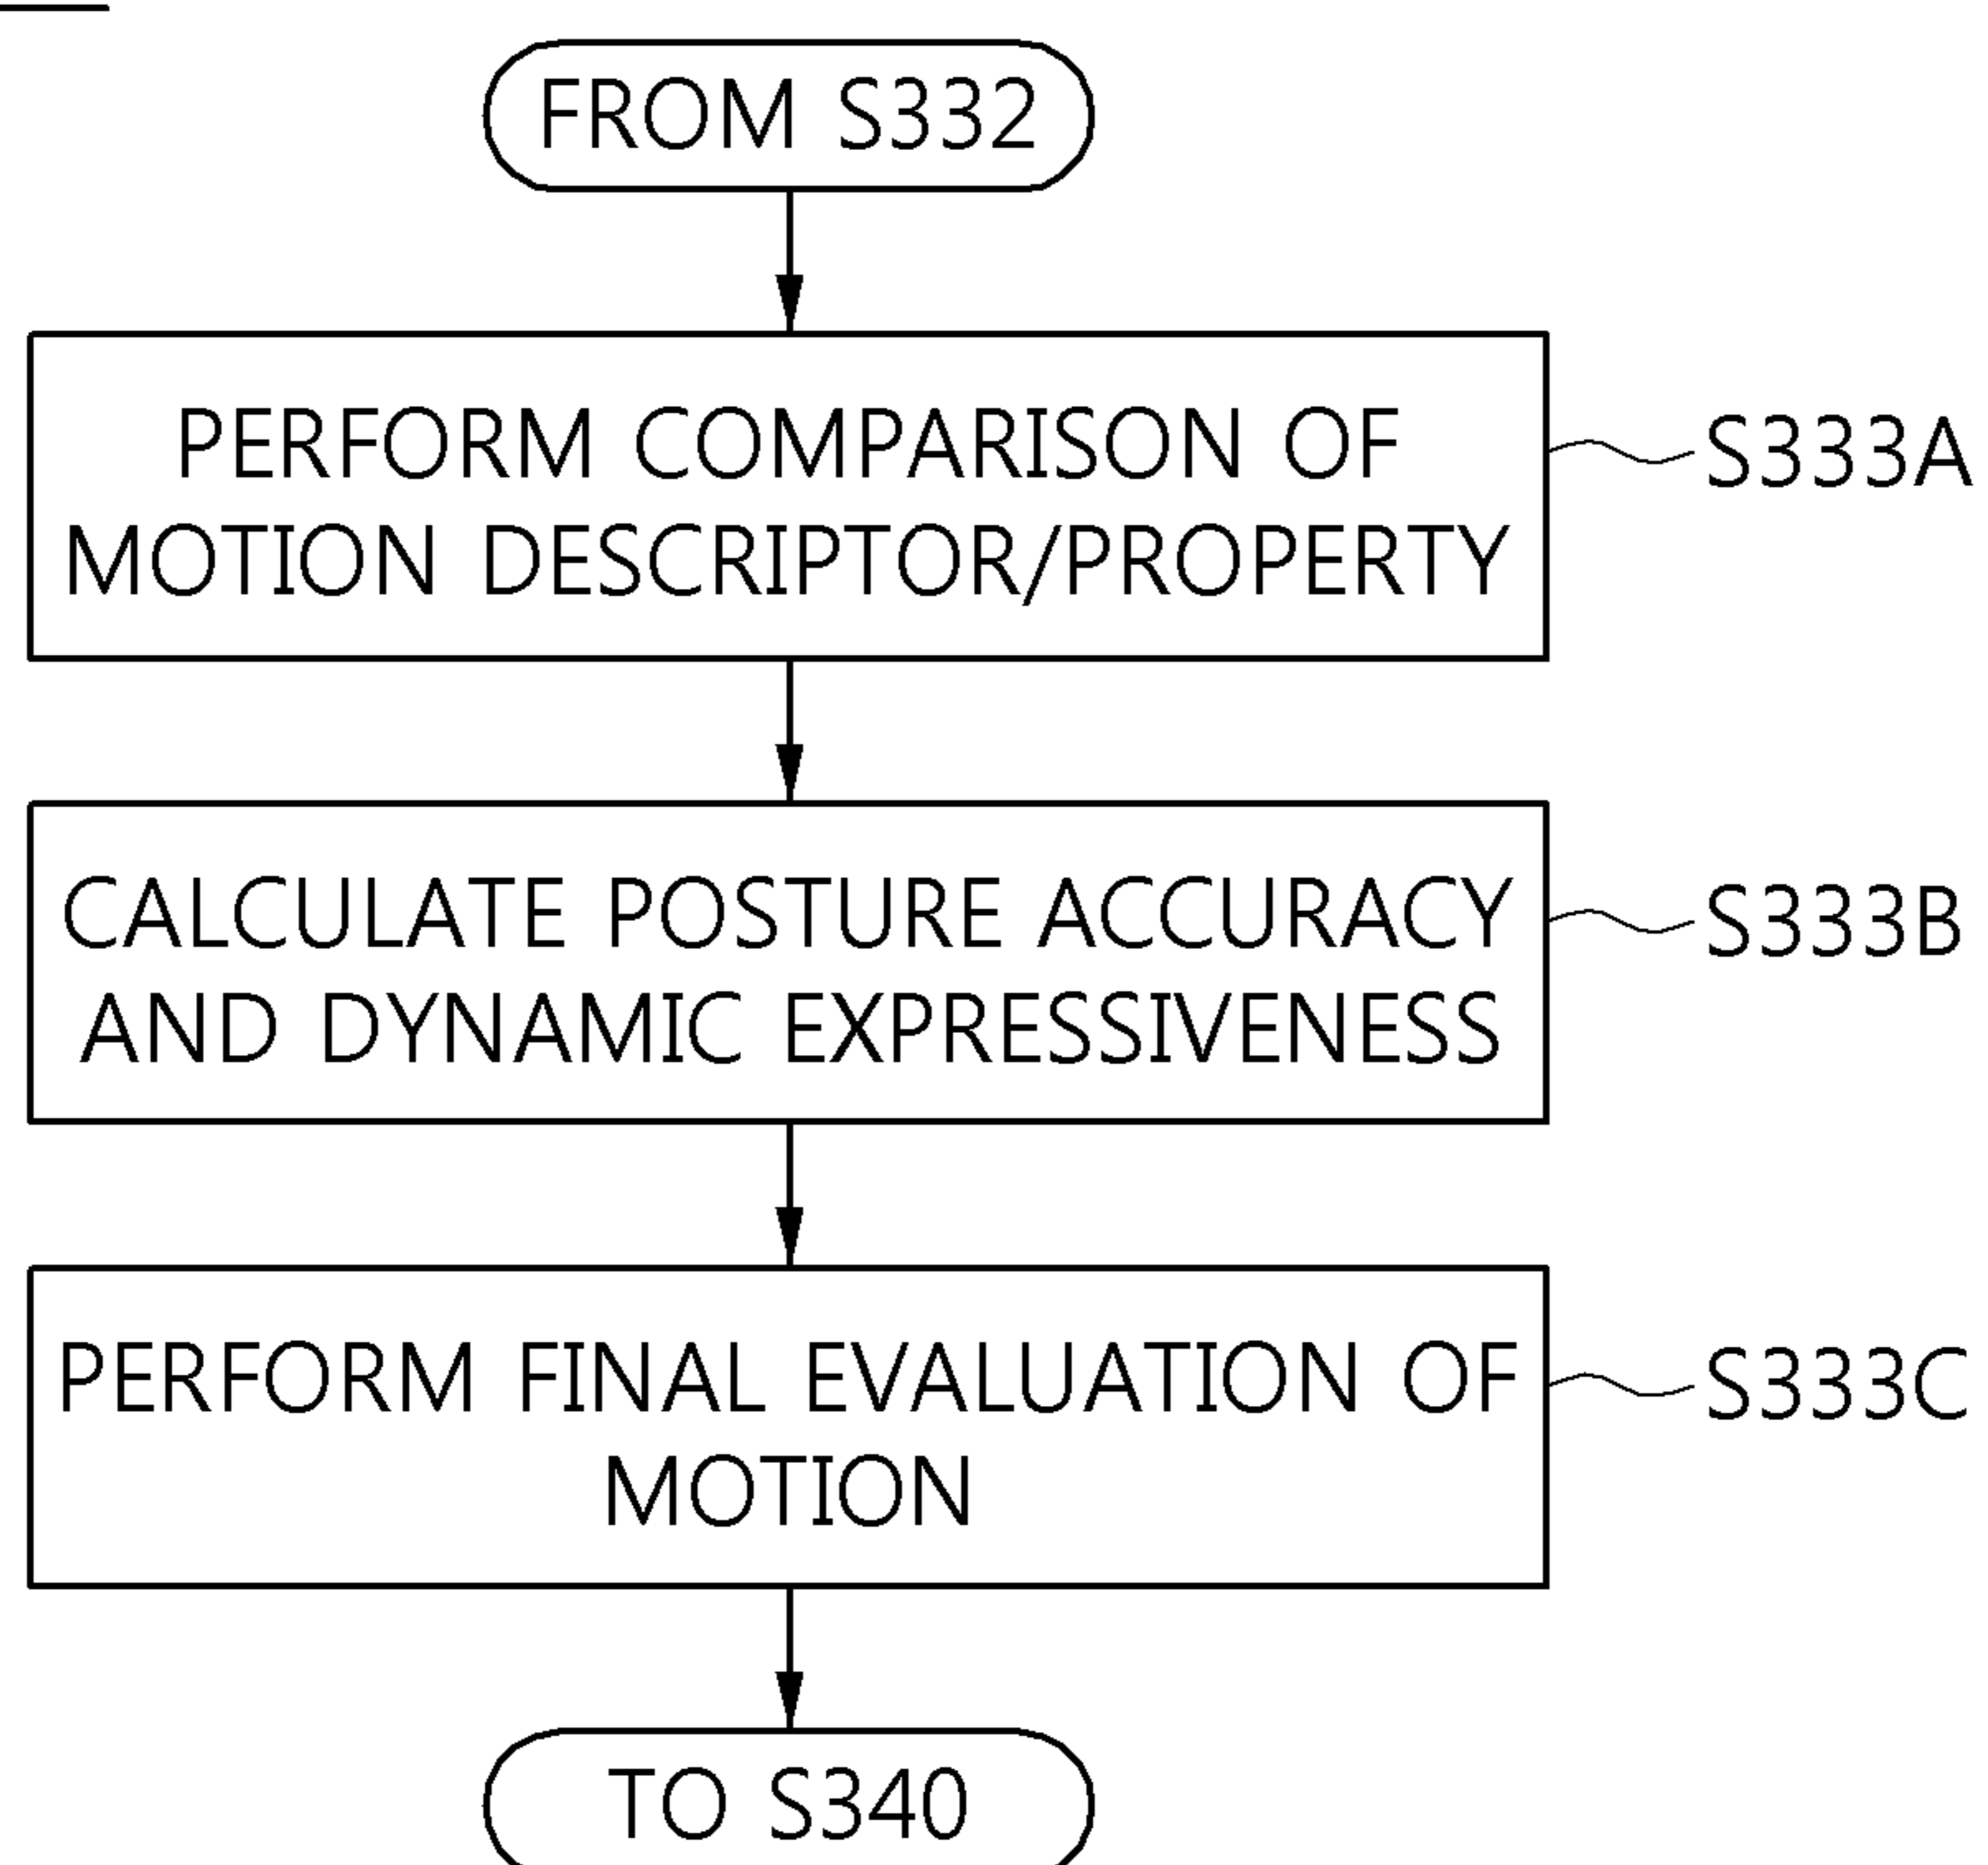 FROM S332
PERFORM COMPARISON OF
MOTION DESCRIPTOR/PROPERTY
S333A
CALCULATE POSTURE ACCURACY
AND DYNAMIC EXPRESSIVENESS
S333B
PERFORM FINAL EVALUATION OF
MOTION
S333C
TO S340